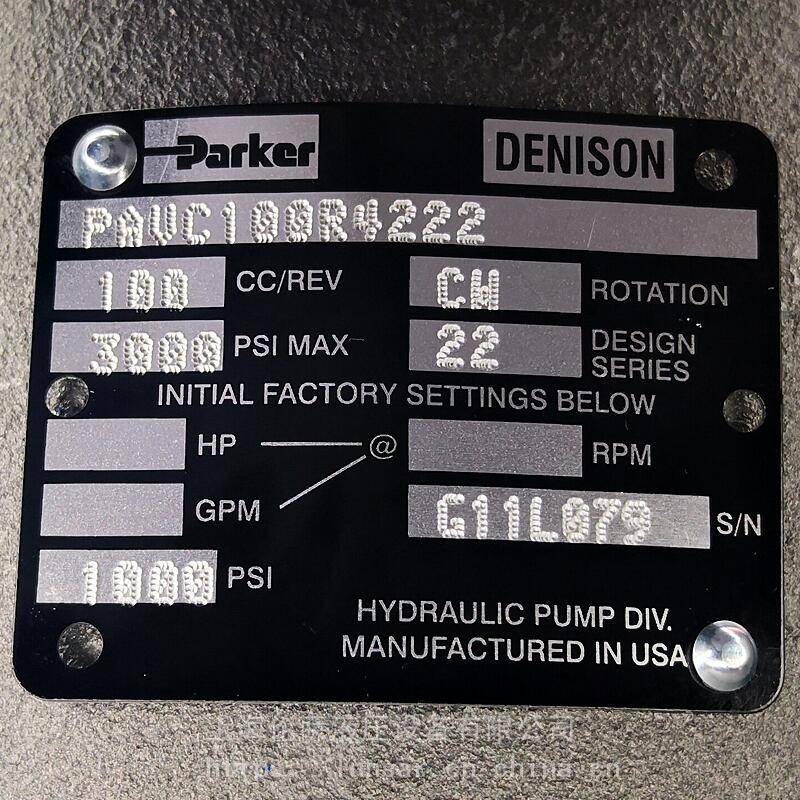 Parker DENISON
PAVC100R4222
100 CC/REV CW ROTATION
3000 PSI MAX 22 DESIGN
SERIES
INITIAL FACTORY SETTINGS BELOW
HP @ RPM
GPM G11L079 S/N
1000 PSI
HYDRAULIC PUMP DIV.
MANUFACTURED IN USA